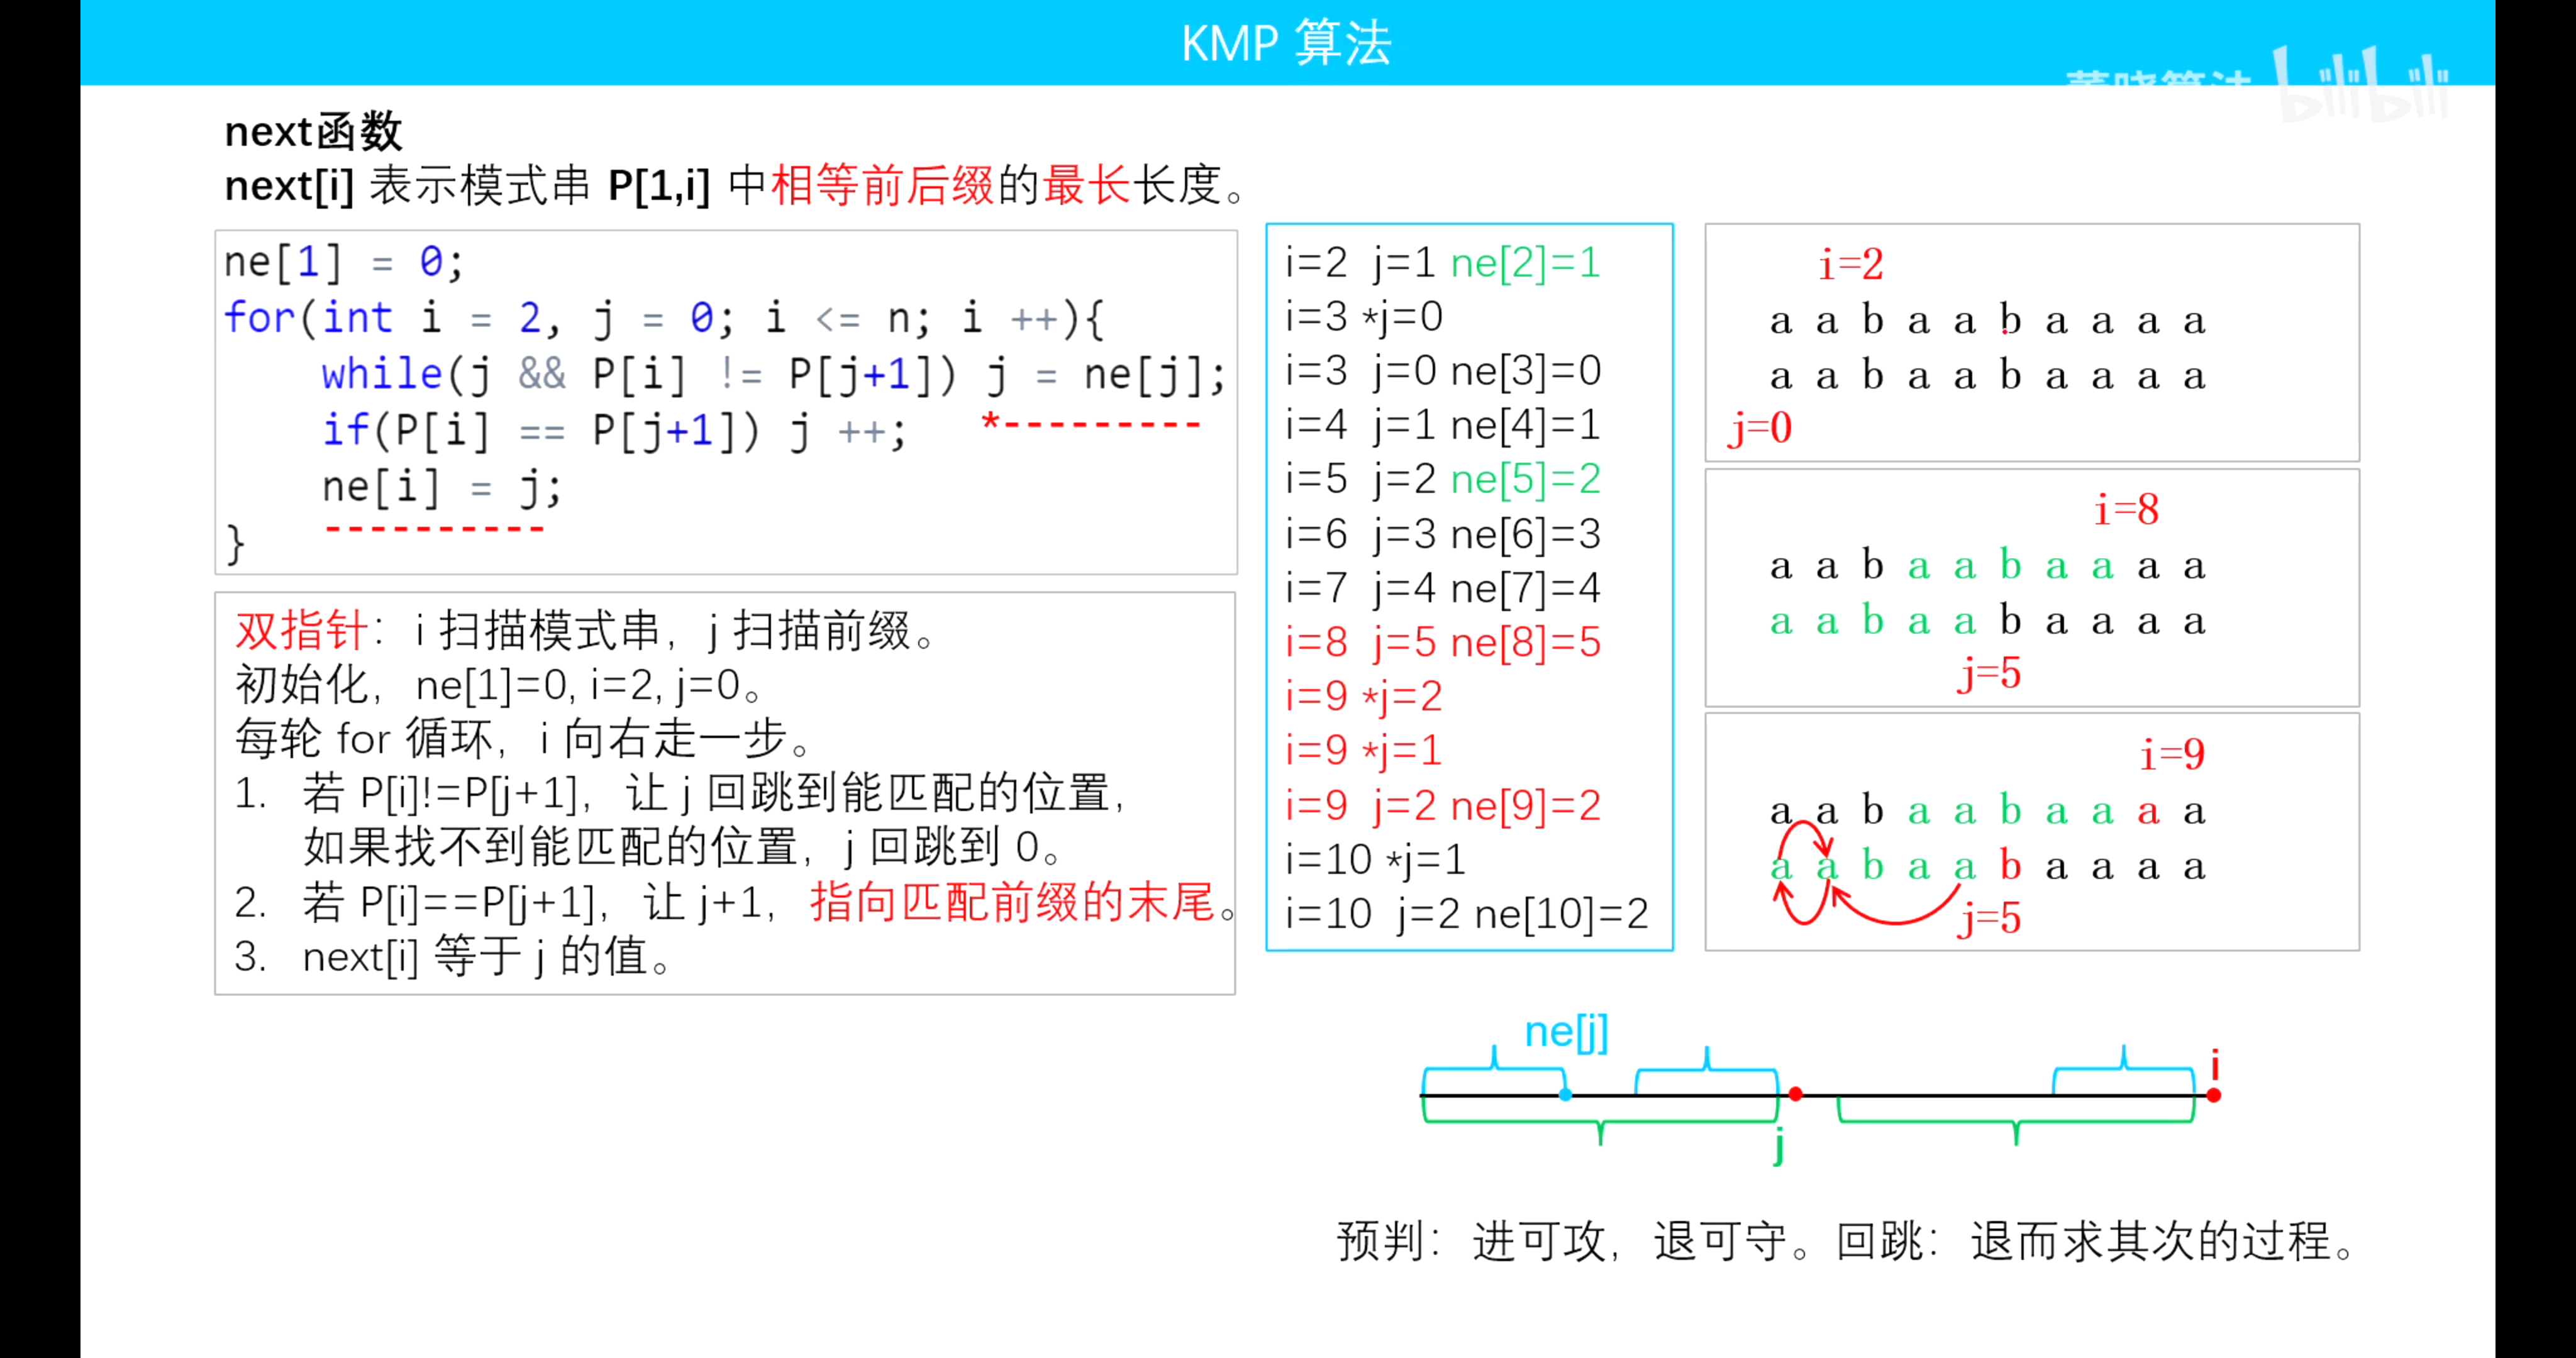 KMP 算法
bilibili
next函数
next[i] 表示模式串 P[1,i] 中相等前后缀的最长长度。
ne[1] = 0;
for(int i = 2, j = 0; i <= n; i ++){
while(j && P[i] != P[j+1]) j = ne[j];
if(P[i] == P[j+1]) j ++;
*----------
ne[i] = j;
----------
}
双指针：i 扫描模式串，j 扫描前缀。
初始化，ne[1]=0, i=2, j=0。
每轮 for 循环，i 向右走一步。
1. 若 P[i]!=P[j+1]，让 j 回跳到能匹配的位置，
如果找不到能匹配的位置，j 回跳到 0。
2. 若 P[i]==P[j+1]，让 j+1，指向匹配前缀的末尾。
3. next[i] 等于 j 的值。
i=2 j=1 ne[2]=1
i=3 *j=0
i=3 j=0 ne[3]=0
i=4 j=1 ne[4]=1
i=5 j=2 ne[5]=2
i=6 j=3 ne[6]=3
i=7 j=4 ne[7]=4
i=8 j=5 ne[8]=5
i=9 *j=2
i=9 *j=1
i=9 j=2 ne[9]=2
i=10 *j=1
i=10 j=2 ne[10]=2
i=2
a a b a a b a a a a
a a b a a b a a a a
j=0
i=8
a a b a a b a a a a
a a b a a b a a a a
j=5
i=9
a a b a a b a a a a
a a b a a b a a a a
j=5
ne[j]
i
j
预判：进可攻，退可守。回跳：退而求其次的过程。